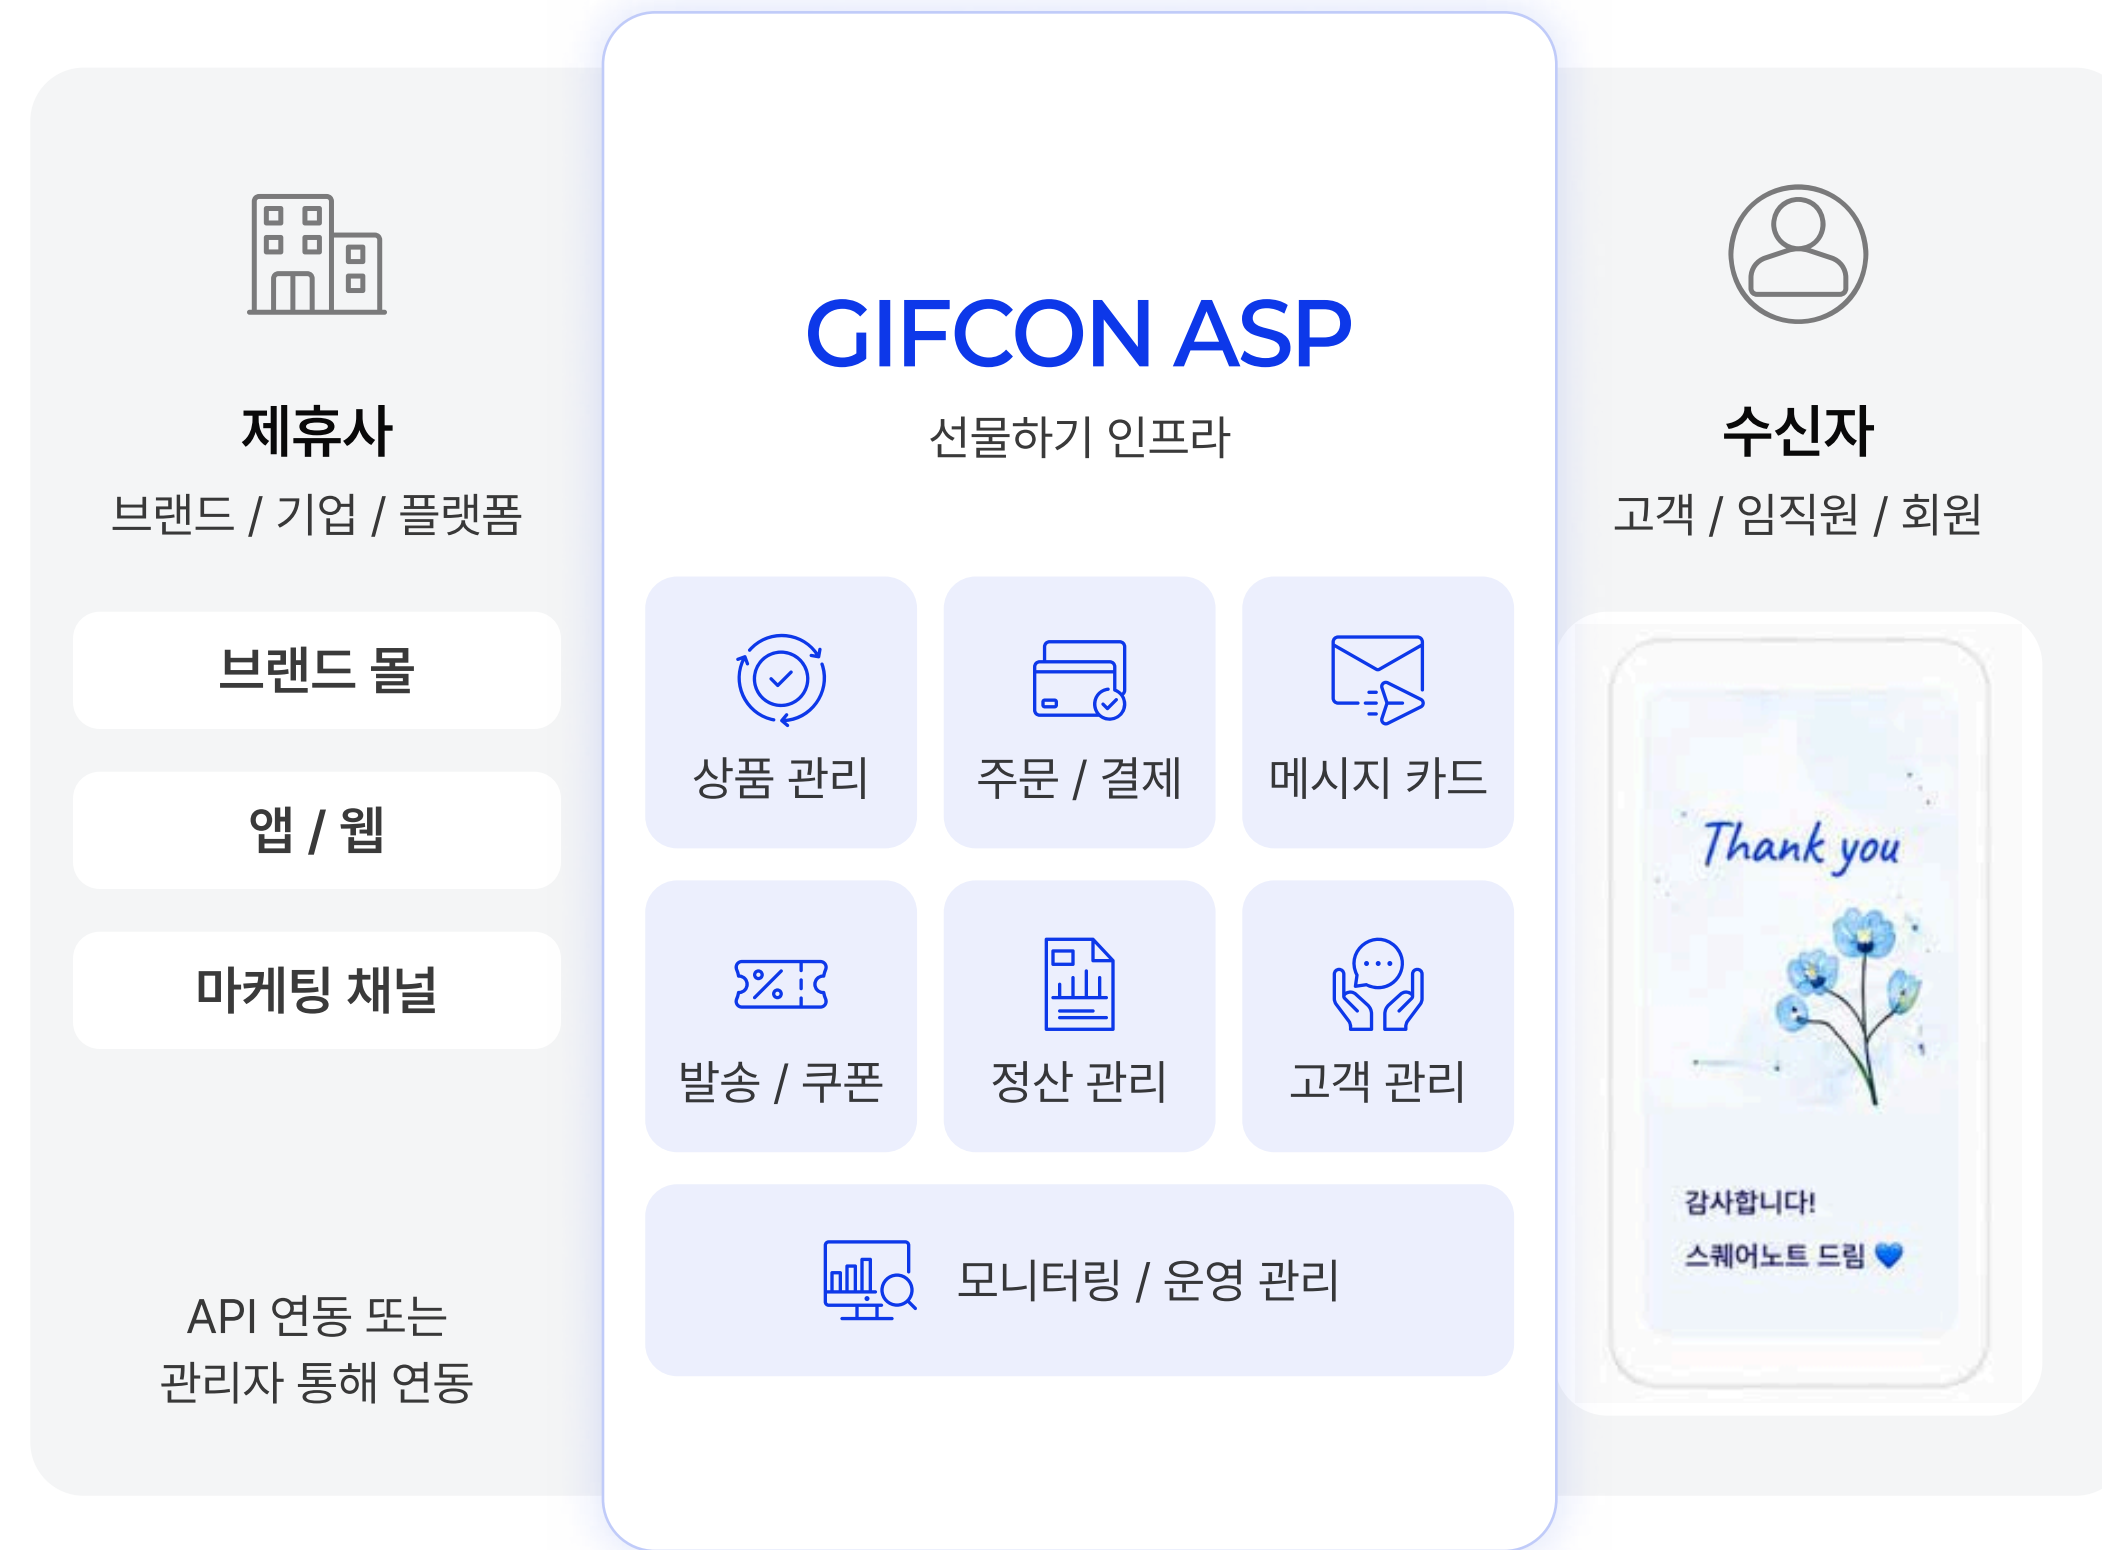 제휴사
브랜드 / 기업 / 플랫폼
브랜드 몰
앱 / 웹
마케팅 채널
API 연동 또는
관리자 통해 연동
GIFCON ASP
선물하기 인프라
상품 관리
주문 / 결제
메시지 카드
발송 / 쿠폰
정산 관리
고객 관리
모니터링 / 운영 관리
수신자
고객 / 임직원 / 회원
Thank you
감사합니다!
스퀘어노트 드림 💙